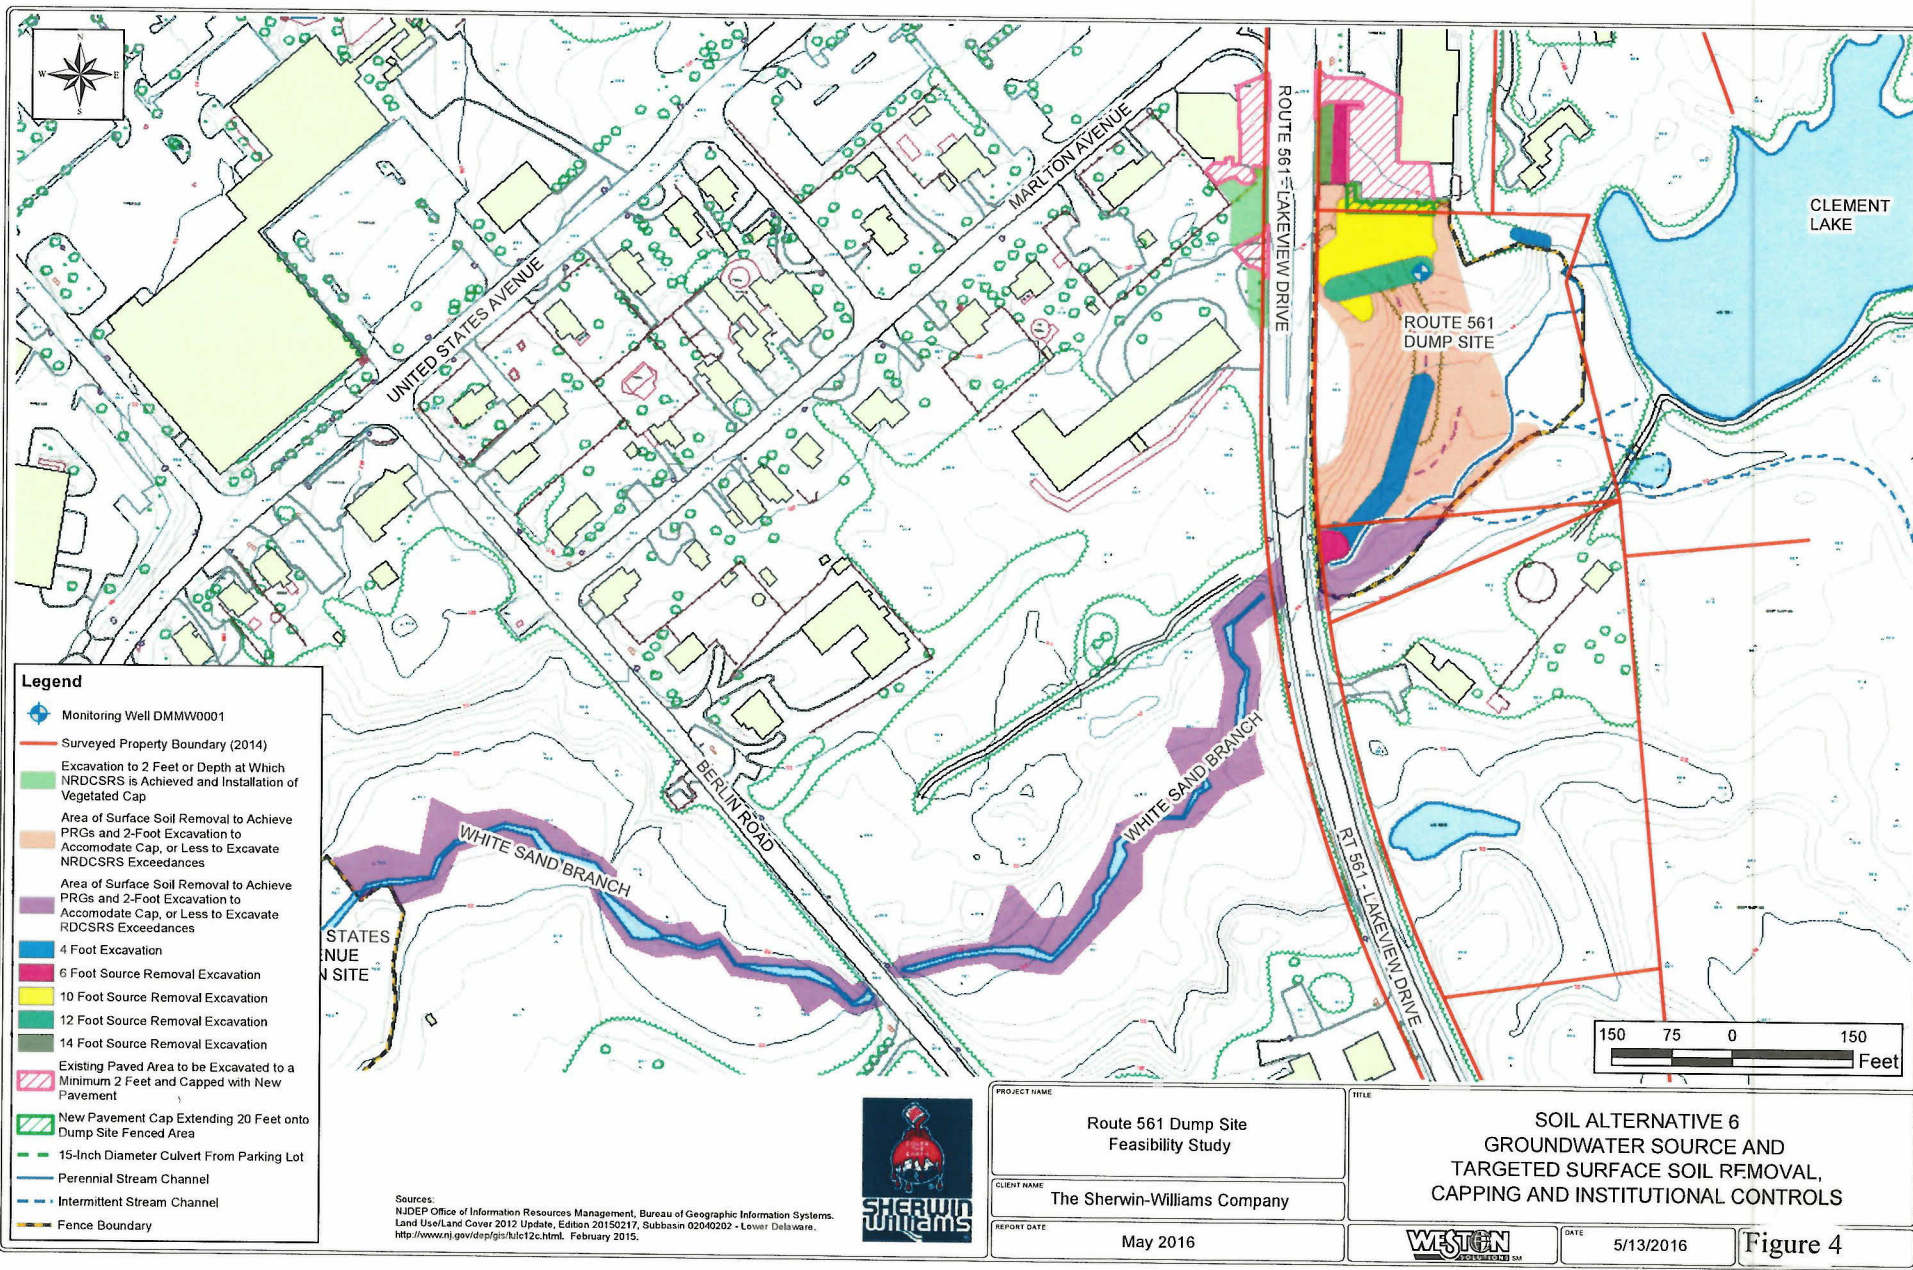 N
W
E
S
UNITED STATES AVENUE
MARLTON AVENUE
ROUTE 561 - LAKEVIEW DRIVE
CLEMENT
LAKE
ROUTE 561
DUMP SITE
BERLIN ROAD
WHITE SAND BRANCH
WHITE SAND BRANCH
RT 561 - LAKEVIEW DRIVE
STATES
ENUE
N SITE
Legend
Monitoring Well DMMW0001
Surveyed Property Boundary (2014)
Excavation to 2 Feet or Depth at Which
NRDCSRS is Achieved and Installation of
Vegetated Cap
Area of Surface Soil Removal to Achieve
PRGs and 2-Foot Excavation to
Accomodate Cap, or Less to Excavate
NRDCSRS Exceedances
Area of Surface Soil Removal to Achieve
PRGs and 2-Foot Excavation to
Accomodate Cap, or Less to Excavate
RDCSRS Exceedances
4 Foot Excavation
6 Foot Source Removal Excavation
10 Foot Source Removal Excavation
12 Foot Source Removal Excavation
14 Foot Source Removal Excavation
Existing Paved Area to be Excavated to a
Minimum 2 Feet and Capped with New
Pavement
New Pavement Cap Extending 20 Feet onto
Dump Site Fenced Area
15-Inch Diameter Culvert From Parking Lot
Perennial Stream Channel
Intermittent Stream Channel
Fence Boundary
150 75 0 150
Feet
Sources:
NJDEP Office of Information Resources Management, Bureau of Geographic Information Systems.
Land Use/Land Cover 2012 Update, Edition 20150217, Subbasin 02040202 - Lower Delaware.
http://www.nj.gov/dep/gis/lulc12c.html. February 2015.
COVER
THE
EARTH
SHERWIN
WILLIAMS
PROJECT NAME
Route 561 Dump Site
Feasibility Study
CLIENT NAME
The Sherwin-Williams Company
REPORT DATE
May 2016
TITLE
SOIL ALTERNATIVE 6
GROUNDWATER SOURCE AND
TARGETED SURFACE SOIL REMOVAL,
CAPPING AND INSTITUTIONAL CONTROLS
WESTON
SOLUTIONS SM
DATE
5/13/2016
Figure 4